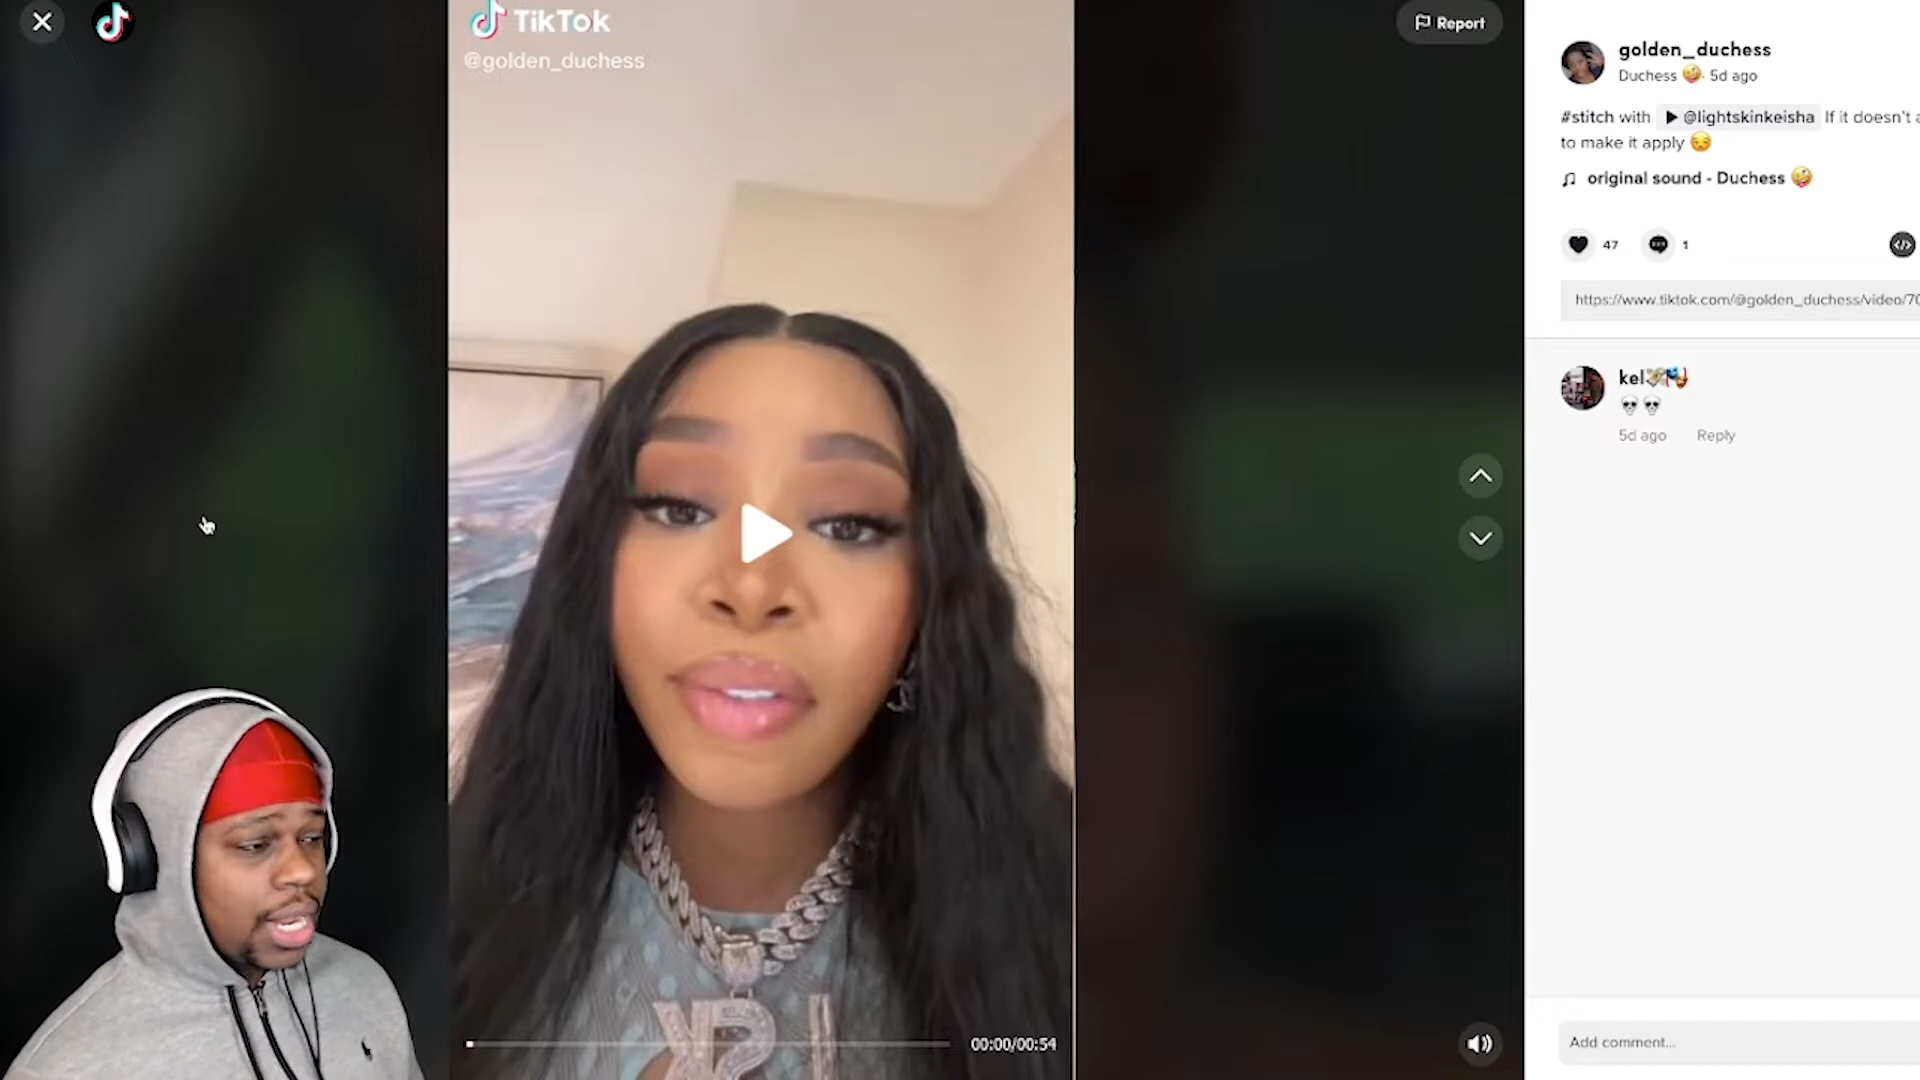 TikTok
@golden_duchess
Report
golden_duchess
Duchess 🤪· 5d ago
#stitch with ▶ @lightskinkeisha If it doesn't
to make it apply 😒
♫ original sound - Duchess 🤪
47
1
https://www.tiktok.com/@golden_duchess/video/70
kel
💀💀
5d ago Reply
00:00/00:54
Add comment...